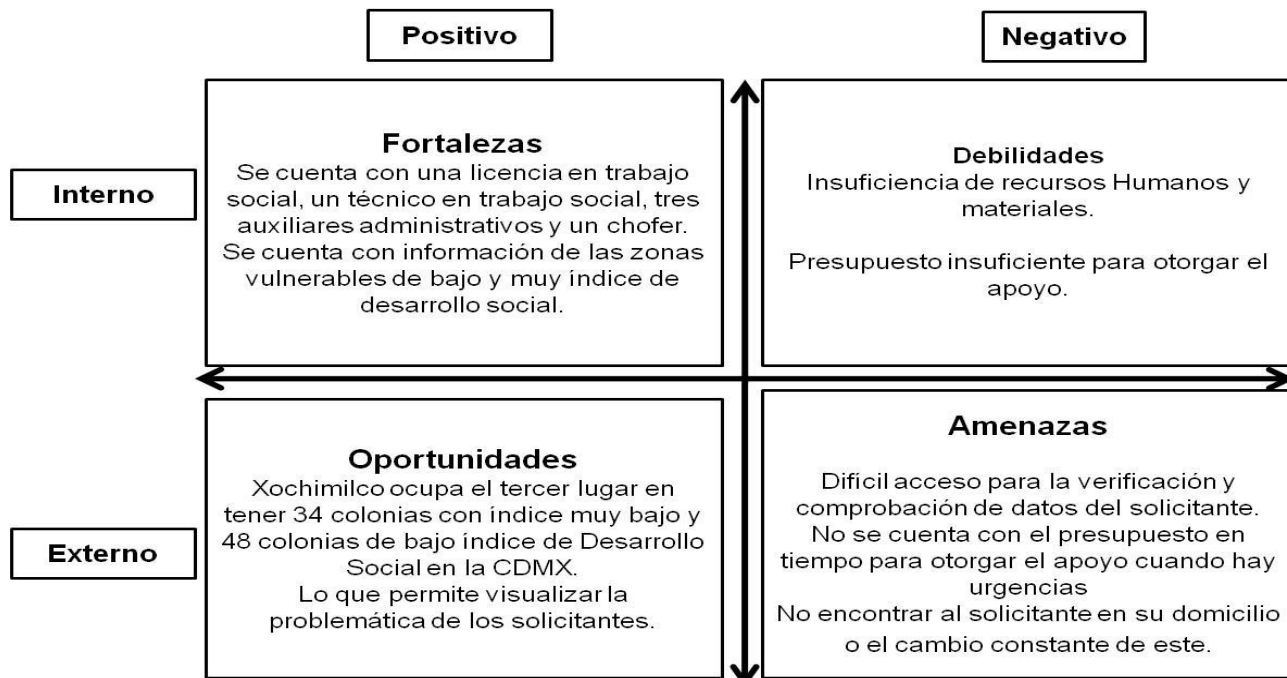 Positivo
Negativo
Interno
Fortalezas
Se cuenta con una licencia en trabajo
social, un técnico en trabajo social, tres
auxiliares administrativos y un chofer.
Se cuenta con información de las zonas
vulnerables de bajo y muy índice de
desarrollo social.
Debilidades
Insuficiencia de recursos Humanos y
materiales.
Presupuesto insuficiente para otorgar el
apoyo.
Externo
Oportunidades
Xochimilco ocupa el tercer lugar en
tener 34 colonias con índice muy bajo y
48 colonias de bajo índice de Desarrollo
Social en la CDMX.
Lo que permite visualizar la
problemática de los solicitantes.
Amenazas
Difícil acceso para la verificación y
comprobación de datos del solicitante.
No se cuenta con el presupuesto en
tiempo para otorgar el apoyo cuando hay
urgencias
No encontrar al solicitante en su domicilio
o el cambio constante de este.